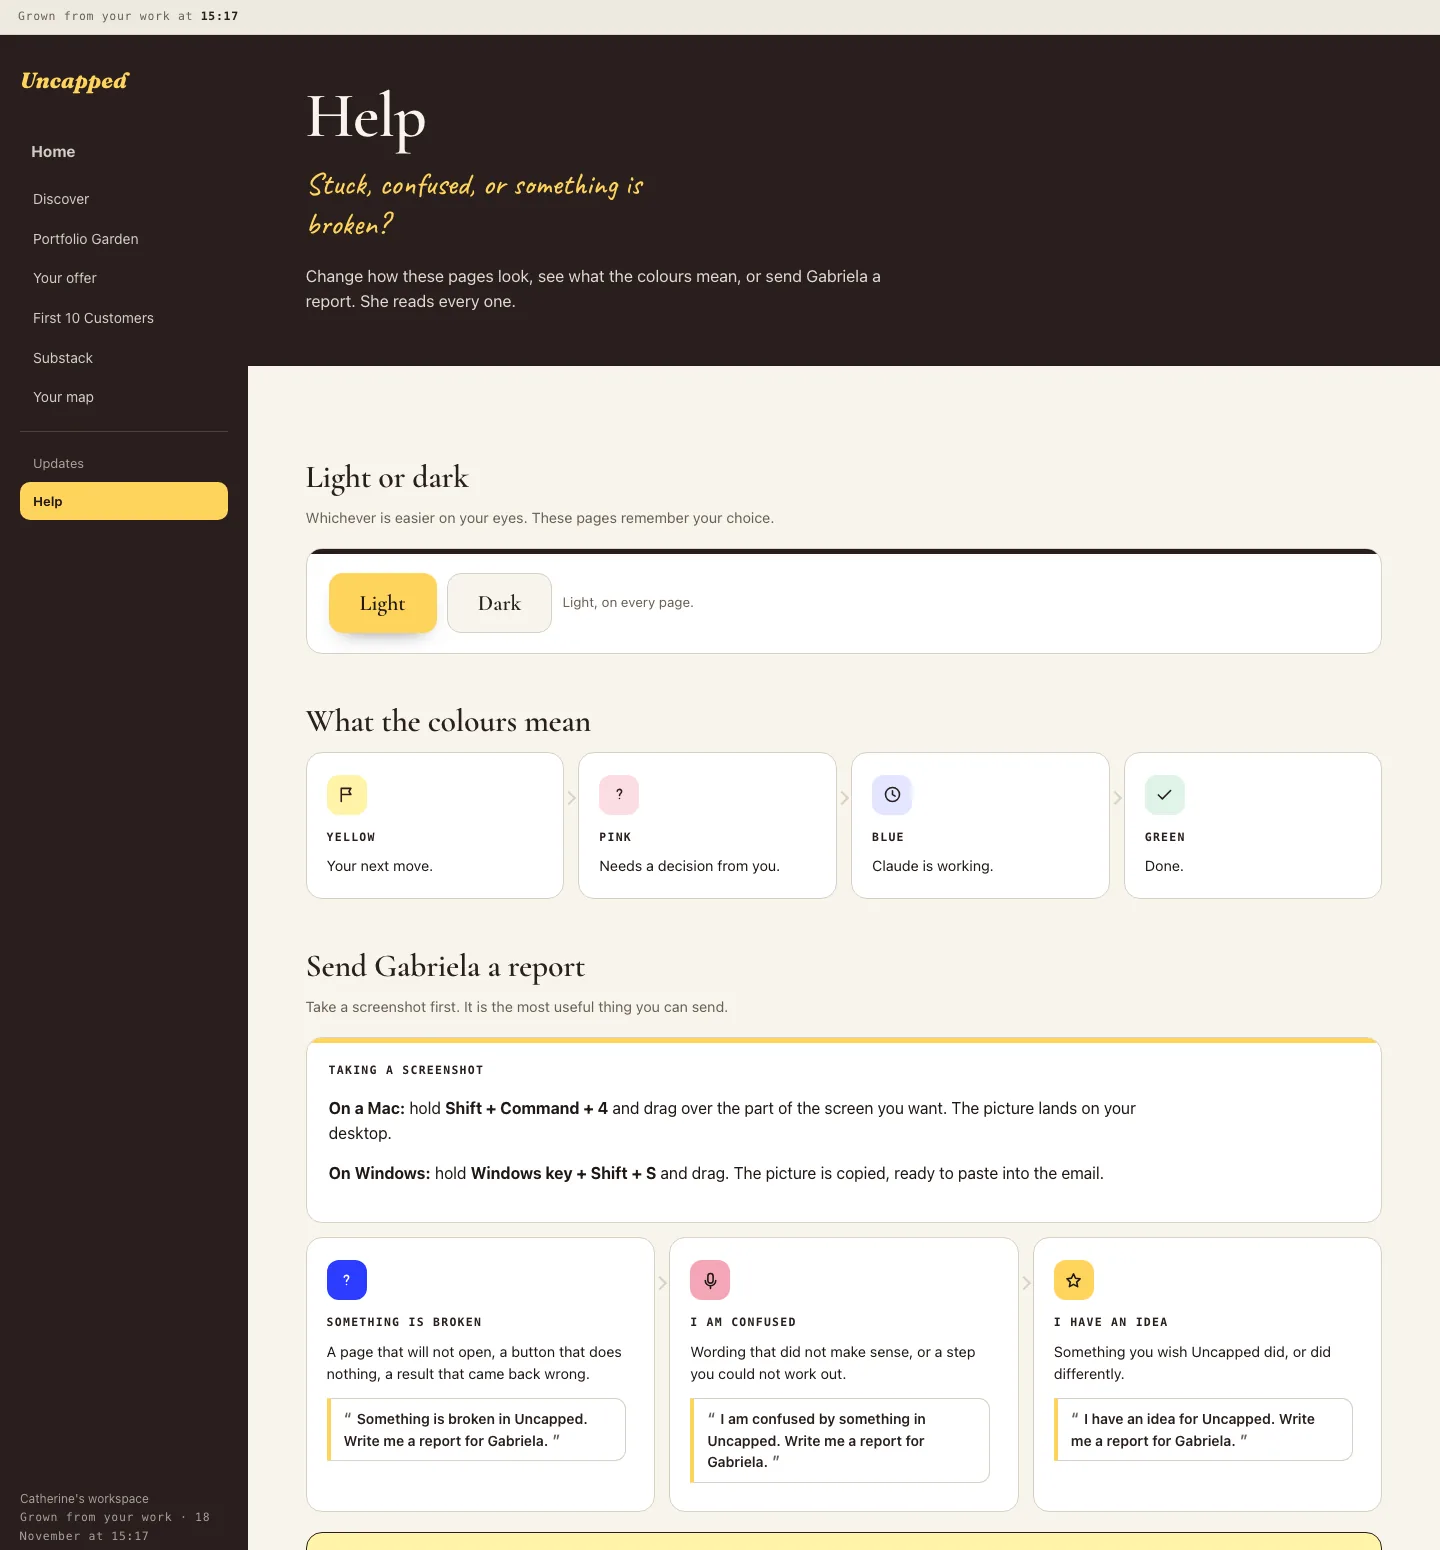 Grown from your work at 15:17
Uncapped
Home
Discover
Portfolio Garden
Your offer
First 10 Customers
Substack
Your map
Updates
Help
Catherine's workspace
Grown from your work · 18
November at 15:17
Help
Stuck, confused, or something is
broken?
Change how these pages look, see what the colours mean, or send Gabriela a
report. She reads every one.
Light or dark
Whichever is easier on your eyes. These pages remember your choice.
Light
Dark
Light, on every page.
What the colours mean
YELLOW
Your next move.
?
PINK
Needs a decision from you.
BLUE
Claude is working.
GREEN
Done.
Send Gabriela a report
Take a screenshot first. It is the most useful thing you can send.
TAKING A SCREENSHOT
On a Mac: hold Shift + Command + 4 and drag over the part of the screen you want. The picture lands on your
desktop.
On Windows: hold Windows key + Shift + S and drag. The picture is copied, ready to paste into the email.
?
SOMETHING IS BROKEN
A page that will not open, a button that does
nothing, a result that came back wrong.
" Something is broken in Uncapped.
Write me a report for Gabriela. "
I AM CONFUSED
Wording that did not make sense, or a step
you could not work out.
" I am confused by something in
Uncapped. Write me a report for
Gabriela. "
I HAVE AN IDEA
Something you wish Uncapped did, or did
differently.
" I have an idea for Uncapped. Write
me a report for Gabriela. "